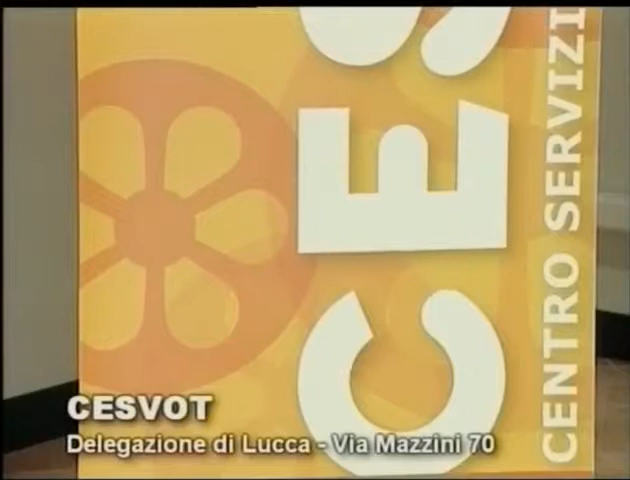 CES
CENTRO SERVIZI
CESVOT
Delegazione di Lucca - Via Mazzini 70